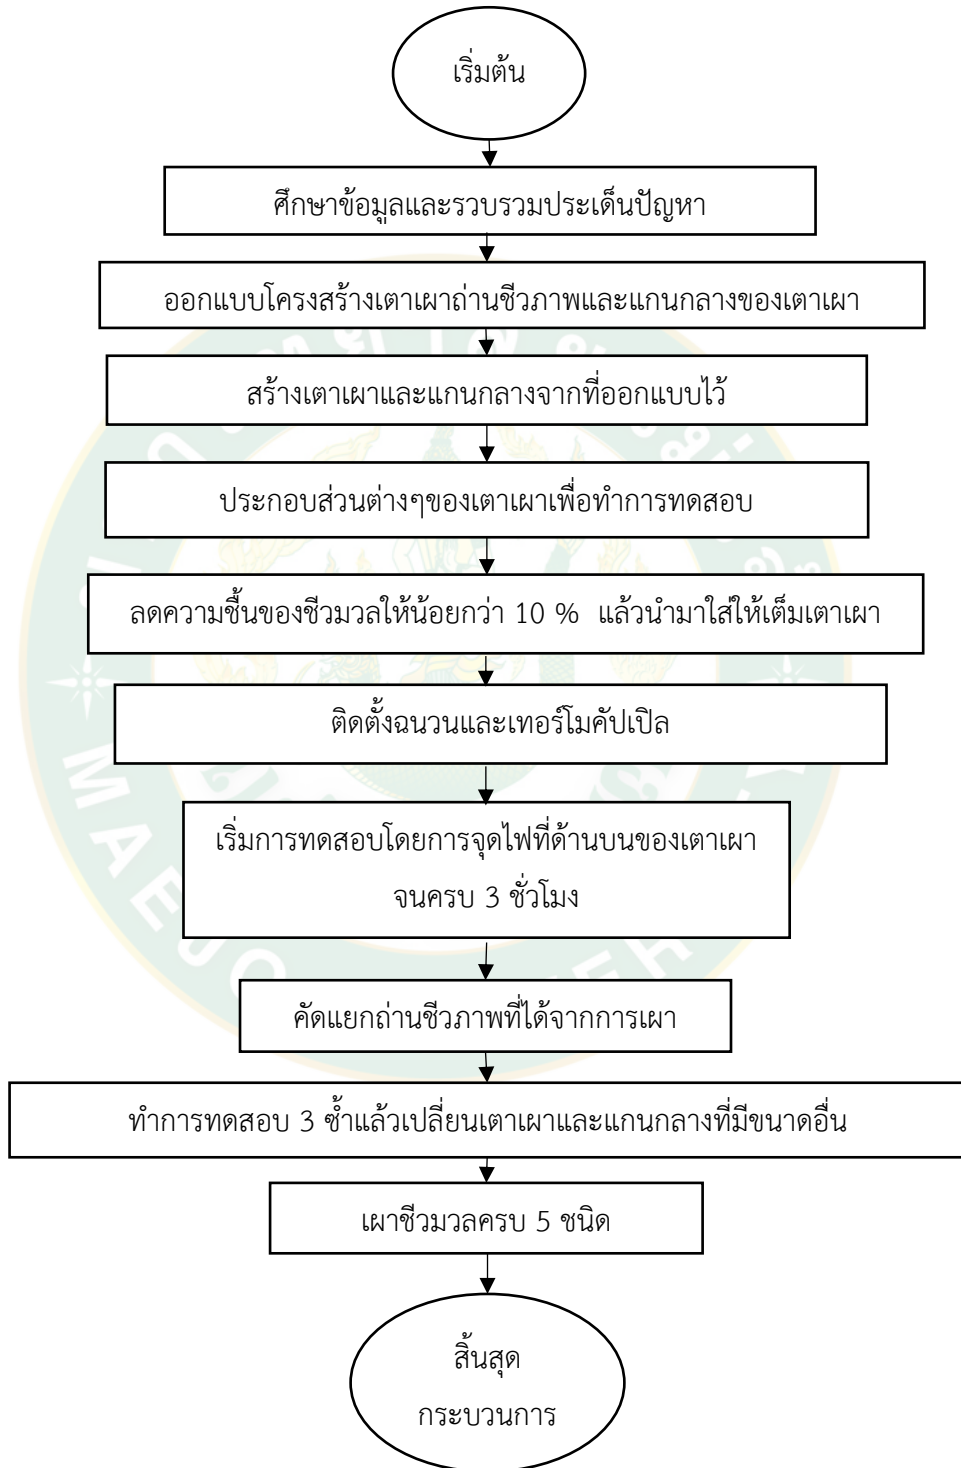 เริ่มต้น
ศึกษาข้อมูลและรวบรวมประเด็นปัญหา
ออกแบบโครงสร้างเตาเผาถ่านชีวภาพและแกนกลางของเตาเผา
สร้างเตาเผาและแกนกลางจากที่ออกแบบไว้
ประกอบส่วนต่างๆของเตาเผาเพื่อทำการทดสอบ
ลดความชื้นของชีวมวลให้น้อยกว่า 10 % แล้วนำมาใส่ให้เต็มเตาเผา
ติดตั้งฉนวนและเทอร์โมคัปเปิล
เริ่มการทดสอบโดยการจุดไฟที่ด้านบนของเตาเผา
จนครบ 3 ชั่วโมง
คัดแยกถ่านชีวภาพที่ได้จากการเผา
ทำการทดสอบ 3 ซ้ำแล้วเปลี่ยนเตาเผาและแกนกลางที่มีขนาดอื่น
เผาชีวมวลครบ 5 ชนิด
สิ้นสุด
กระบวนการ